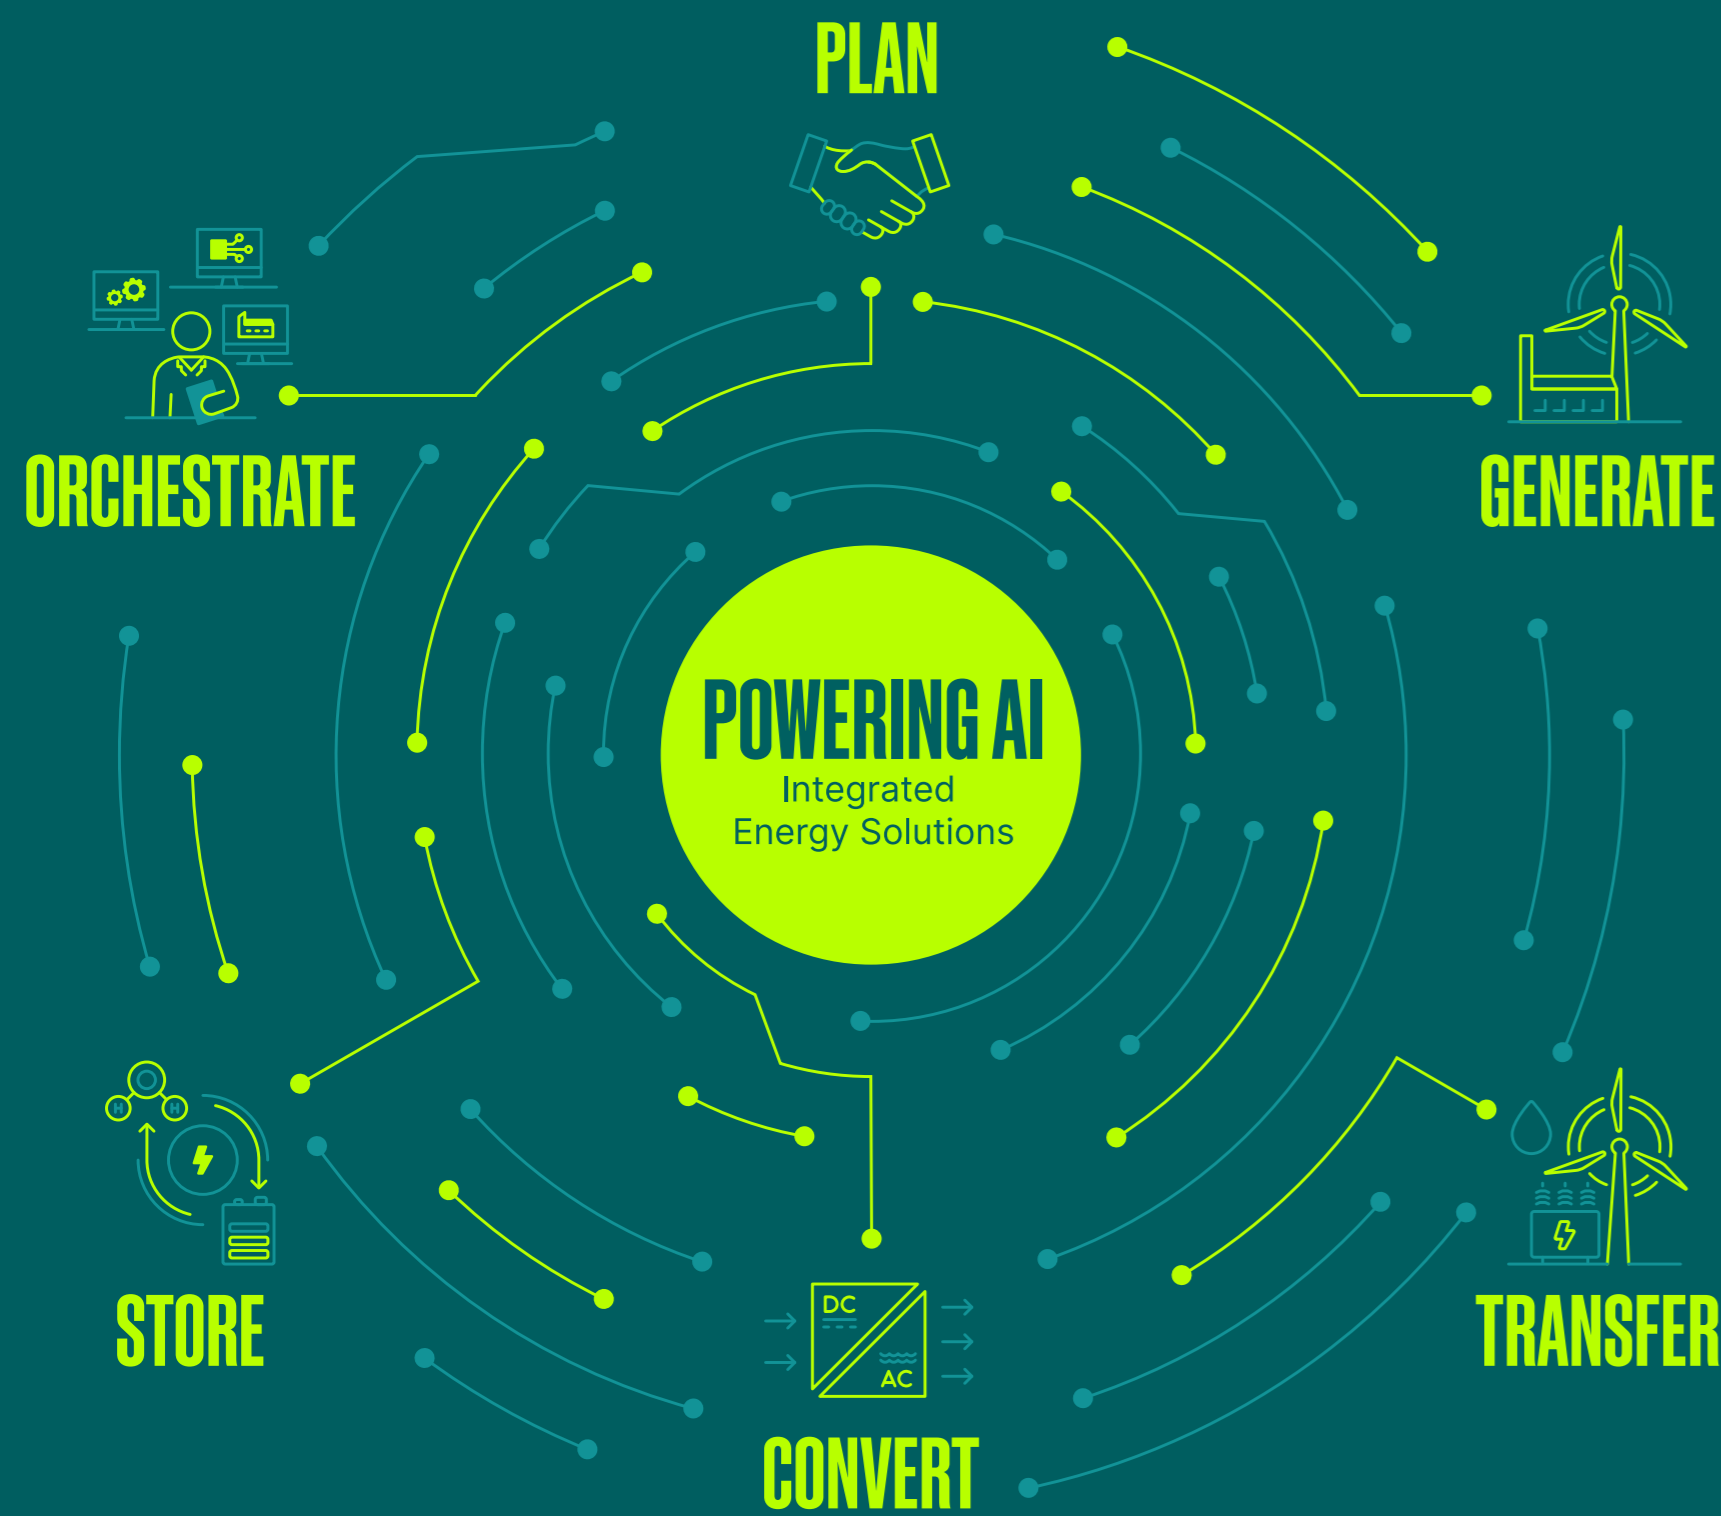 PLAN
ORCHESTRATE
GENERATE
POWERING AI
Integrated
Energy Solutions
H H
STORE
TRANSFER
DC
AC
CONVERT